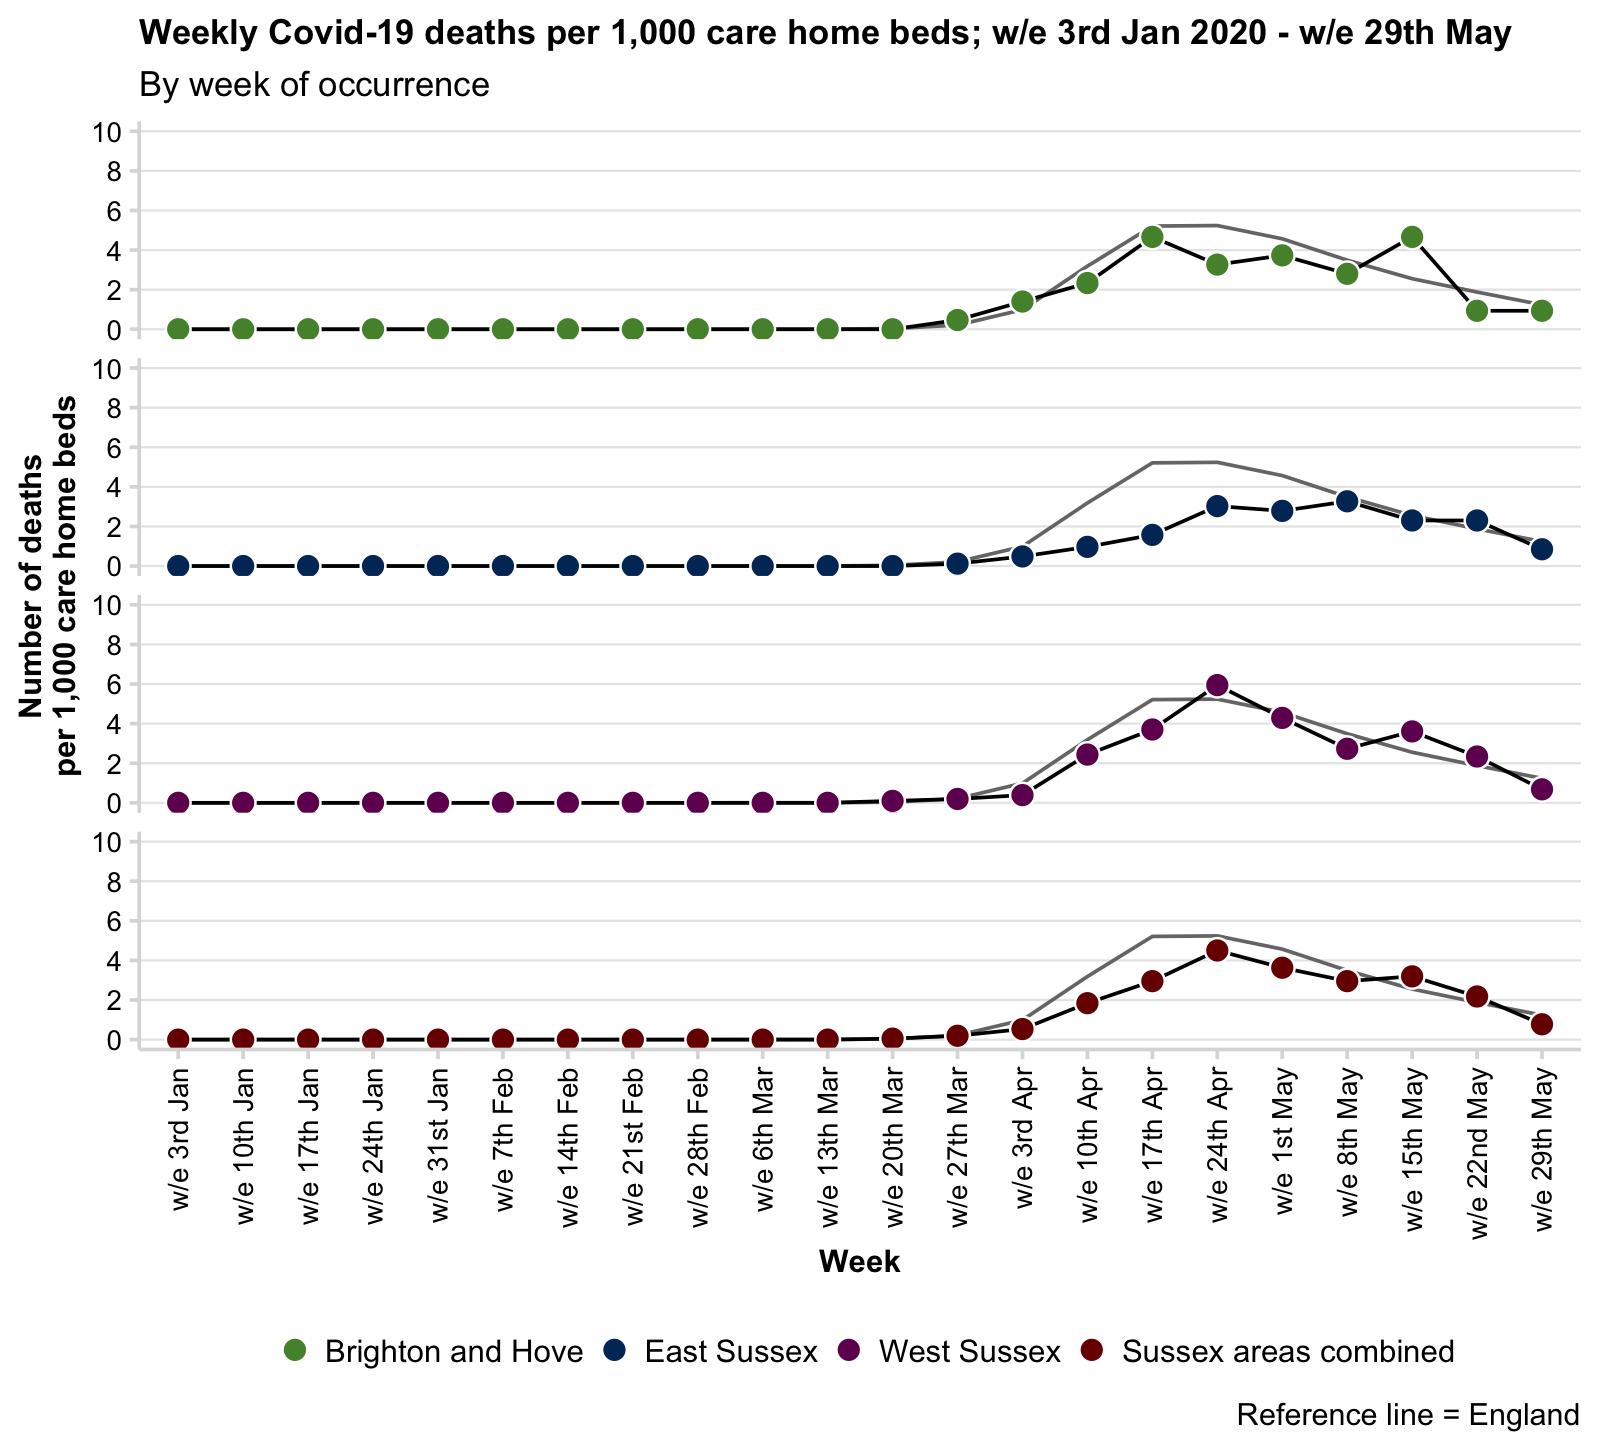 Weekly Covid-19 deaths per 1,000 care home beds; w/e 3rd Jan 2020 - w/e 29th May
By week of occurrence
Number of deaths
per 1,000 care home beds
10
8
6
4
2
0
10
8
6
4
2
0
10
8
6
4
2
0
10
8
6
4
2
0
w/e 3rd Jan
w/e 10th Jan
w/e 17th Jan
w/e 24th Jan
w/e 31st Jan
w/e 7th Feb
w/e 14th Feb
w/e 21st Feb
w/e 28th Feb
w/e 6th Mar
w/e 13th Mar
w/e 20th Mar
w/e 27th Mar
w/e 3rd Apr
w/e 10th Apr
w/e 17th Apr
w/e 24th Apr
w/e 1st May
w/e 8th May
w/e 15th May
w/e 22nd May
w/e 29th May
Week
Brighton and Hove East Sussex West Sussex Sussex areas combined
Reference line = England